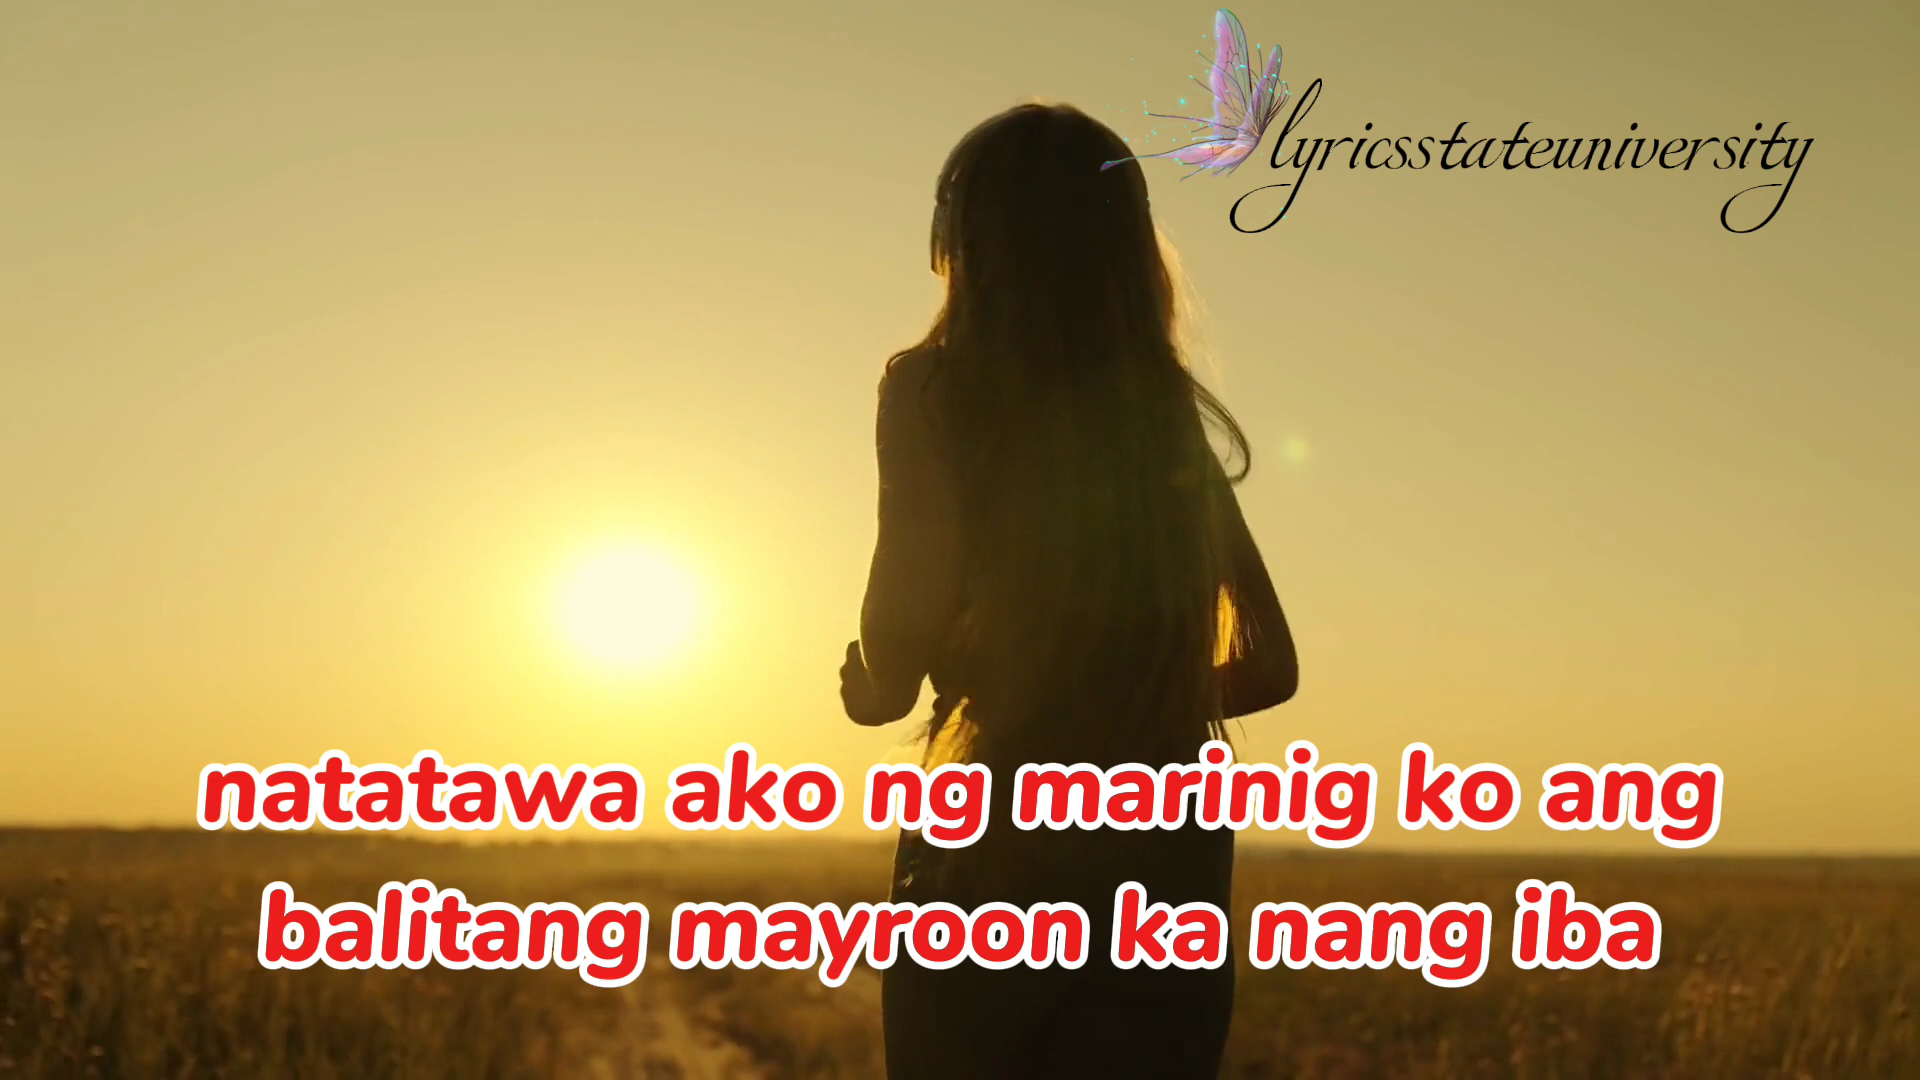 lyricsstateuniversity
natatawa ako ng marinig ko ang
balitang mayroon ka nang iba